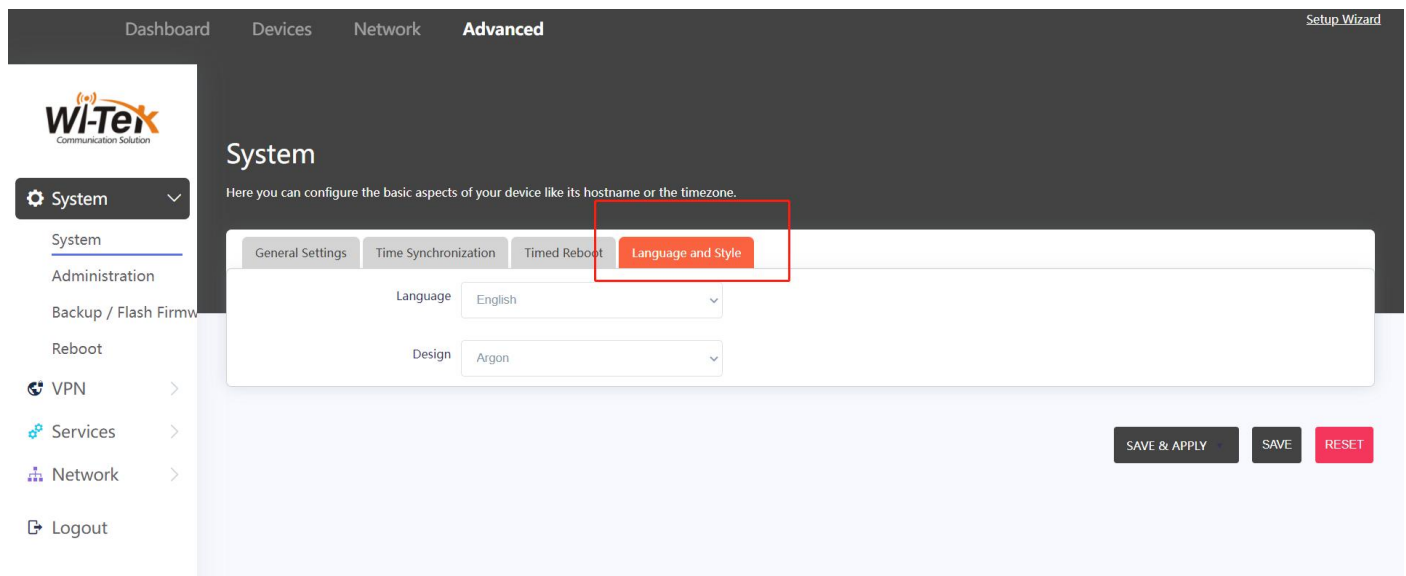 Dashboard Devices Network Advanced Setup Wizard
Wi-Tek
Communication Solution
System
Here you can configure the basic aspects of your device like its hostname or the timezone.
System
System
Administration
Backup / Flash Firmw
Reboot
VPN
Services
Network
Logout
General Settings Time Synchronization Timed Reboot Language and Style
Language English
Design Argon
SAVE & APPLY SAVE RESET